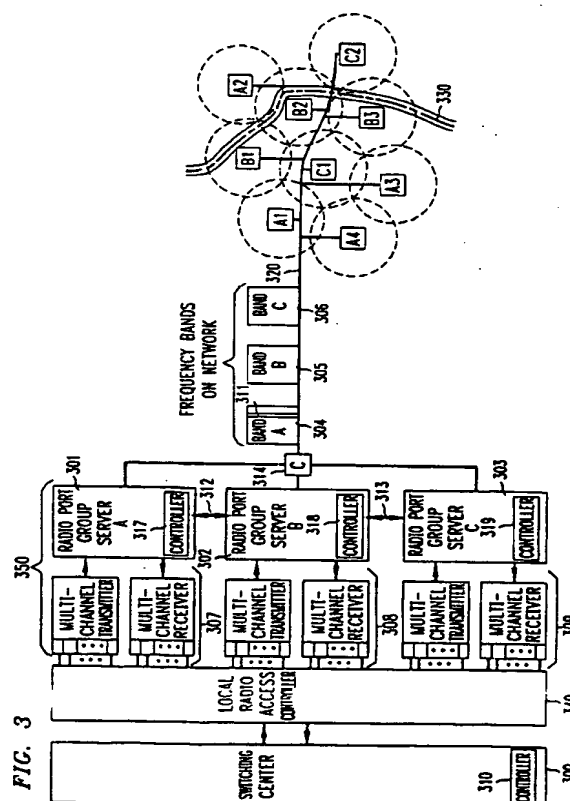 FIG. 3
350
301
RADIO PORT
GROUP
SERVER
A
317
CONTROLLER
312
MULTI-
CHANNEL
TRANSMITTER
MULTI-
CHANNEL
RECEIVER
307
302
RADIO PORT
GROUP
SERVER
B
318
CONTROLLER
313
MULTI-
CHANNEL
TRANSMITTER
MULTI-
CHANNEL
RECEIVER
308
303
RADIO PORT
GROUP
SERVER
C
319
CONTROLLER
MULTI-
CHANNEL
TRANSMITTER
MULTI-
CHANNEL
RECEIVER
LOCAL
RADIO
ACCESS
CONTROLLER
SWITCHING
CENTER
310
CONTROLLER
300
314
C
FREQUENCY BANDS
ON NETWORK
311
BAND
A
304
BAND
B
305
BAND
C
306
320
A1
A4
B1
C1
A3
A2
B2
B3
C2
330